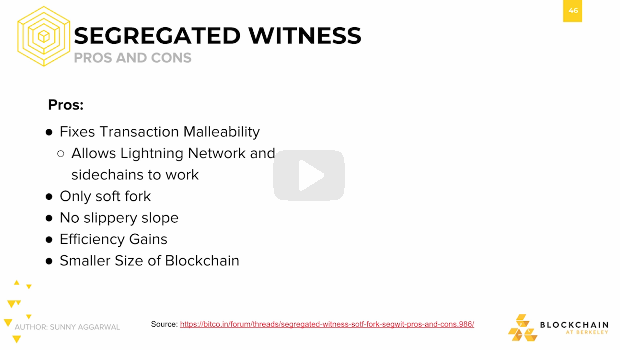 46
SEGREGATED WITNESS
PROS AND CONS
Pros:
● Fixes Transaction Malleability
○ Allows Lightning Network and
sidechains to work
● Only soft fork
● No slippery slope
● Efficiency Gains
● Smaller Size of Blockchain
AUTHOR: SUNNY AGGARWAL
Source: https://bitco.in/forum/threads/segregated-witness-sotf-fork-segwit-pros-and-cons.986/
BLOCKCHAIN
AT BERKELEY